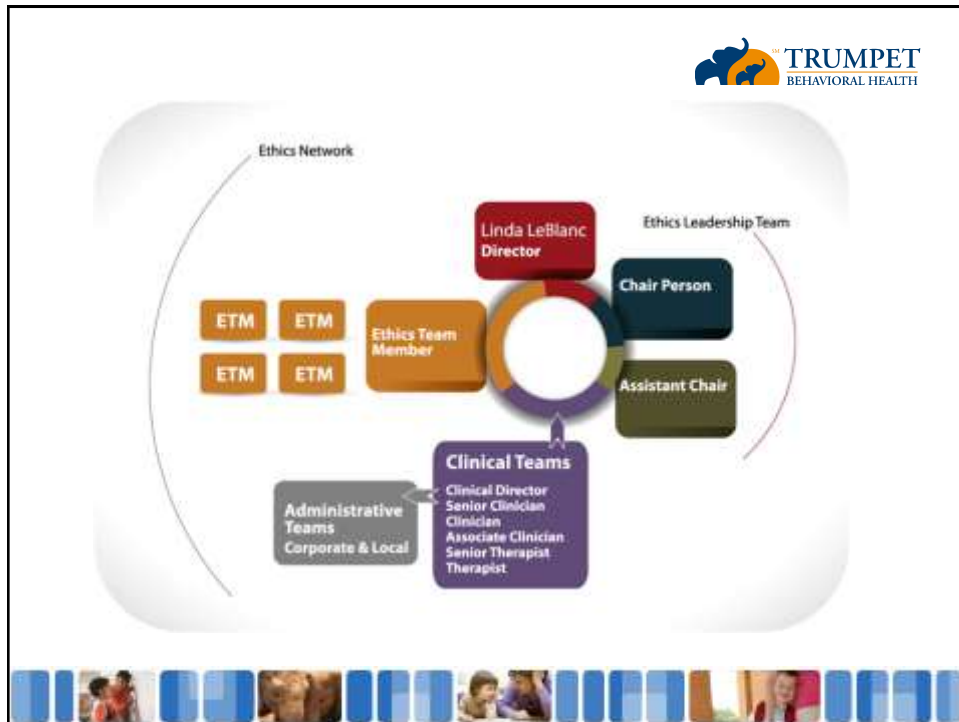 TRUMPET
BEHAVIORAL HEALTH
Ethics Network
Linda LeBlanc
Director
Ethics Leadership Team
Chair Person
ETM ETM
Ethics Team
Member
ETM ETM
Assistant Chair
Clinical Teams
Clinical Director
Senior Clinician
Clinician
Associate Clinician
Senior Therapist
Therapist
Administrative
Teams
Corporate & Local